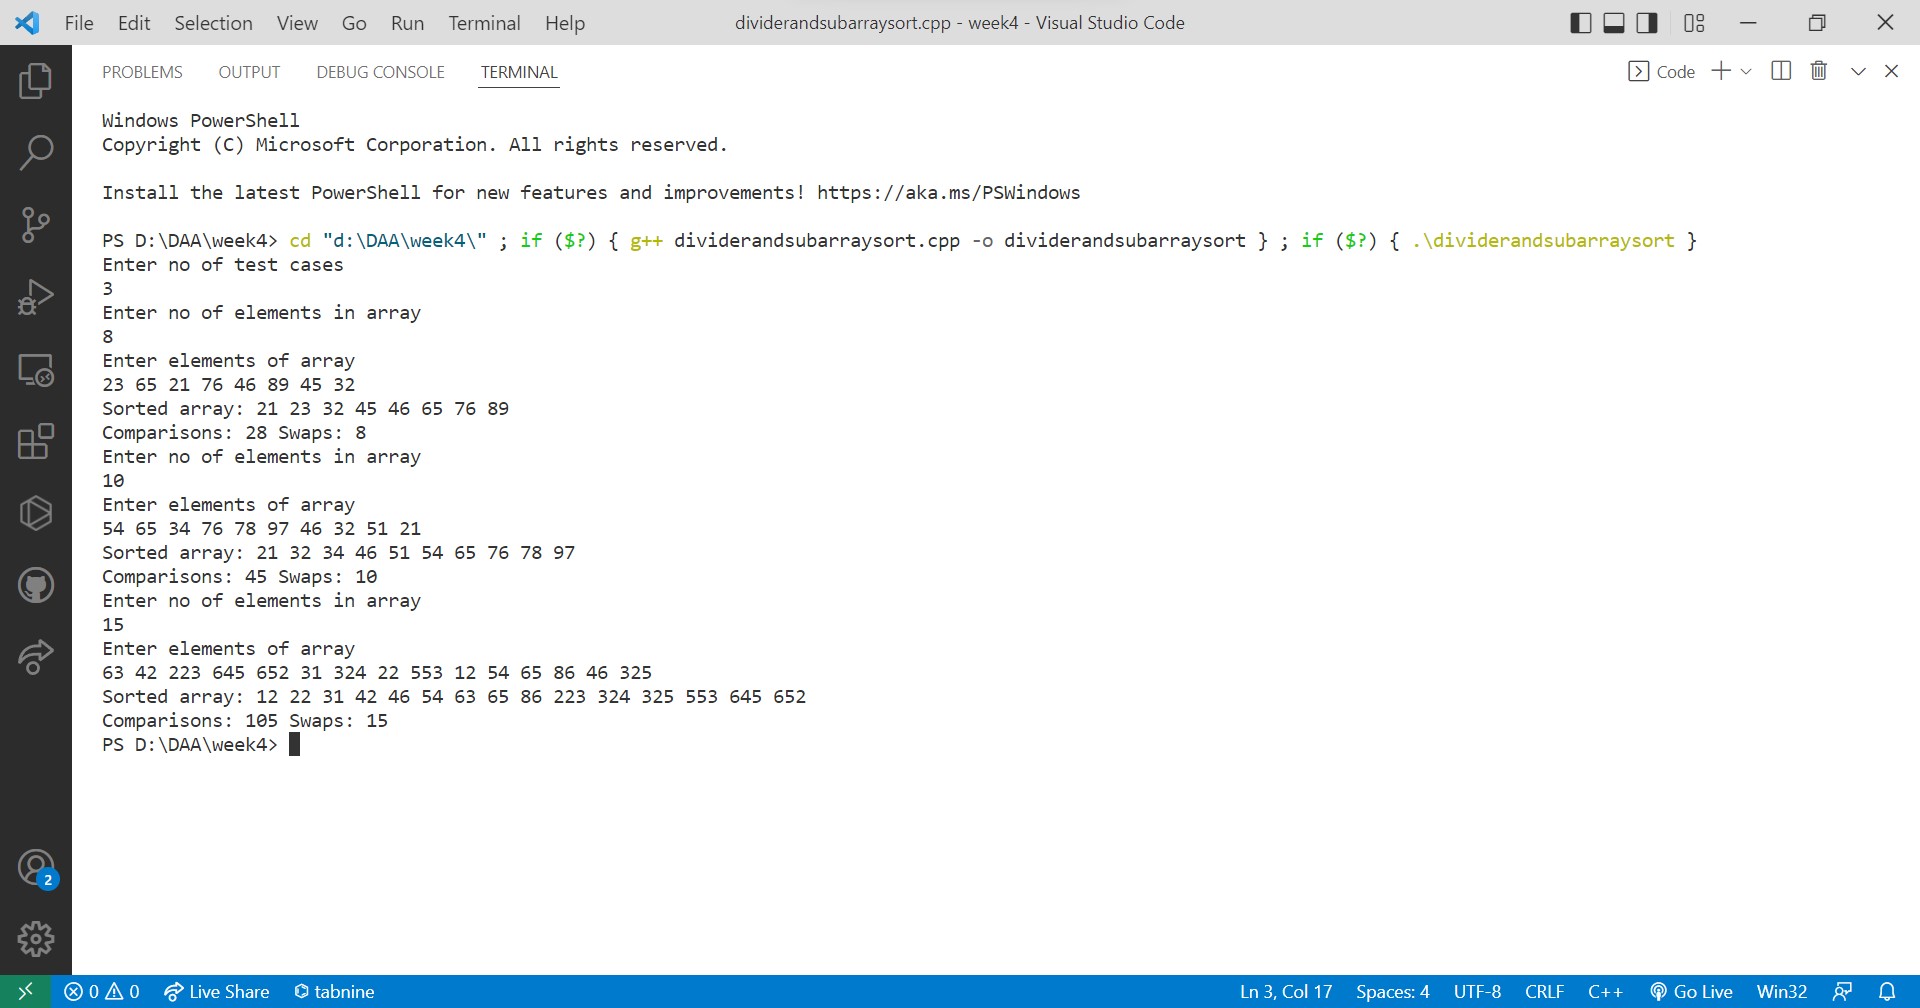 File Edit Selection View Go Run Terminal Help dividerandsubarraysort.cpp - week4 - Visual Studio Code
PROBLEMS OUTPUT DEBUG CONSOLE TERMINAL Code
Windows PowerShell
Copyright (C) Microsoft Corporation. All rights reserved.
Install the latest PowerShell for new features and improvements! https://aka.ms/PSWindows
PS D:\DAA\week4> cd "d:\DAA\week4\" ; if ($?) { g++ dividerandsubarraysort.cpp -o dividerandsubarraysort } ; if ($?) { .\dividerandsubarraysort }
Enter no of test cases
3
Enter no of elements in array
8
Enter elements of array
23 65 21 76 46 89 45 32
Sorted array: 21 23 32 45 46 65 76 89
Comparisons: 28 Swaps: 8
Enter no of elements in array
10
Enter elements of array
54 65 34 76 78 97 46 32 51 21
Sorted array: 21 32 34 46 51 54 65 76 78 97
Comparisons: 45 Swaps: 10
Enter no of elements in array
15
Enter elements of array
63 42 223 645 652 31 324 22 553 12 54 65 86 46 325
Sorted array: 12 22 31 42 46 54 63 65 86 223 324 325 553 645 652
Comparisons: 105 Swaps: 15
PS D:\DAA\week4>
2
0 0 Live Share tabnine Ln 3, Col 17 Spaces: 4 UTF-8 CRLF C++ Go Live Win32